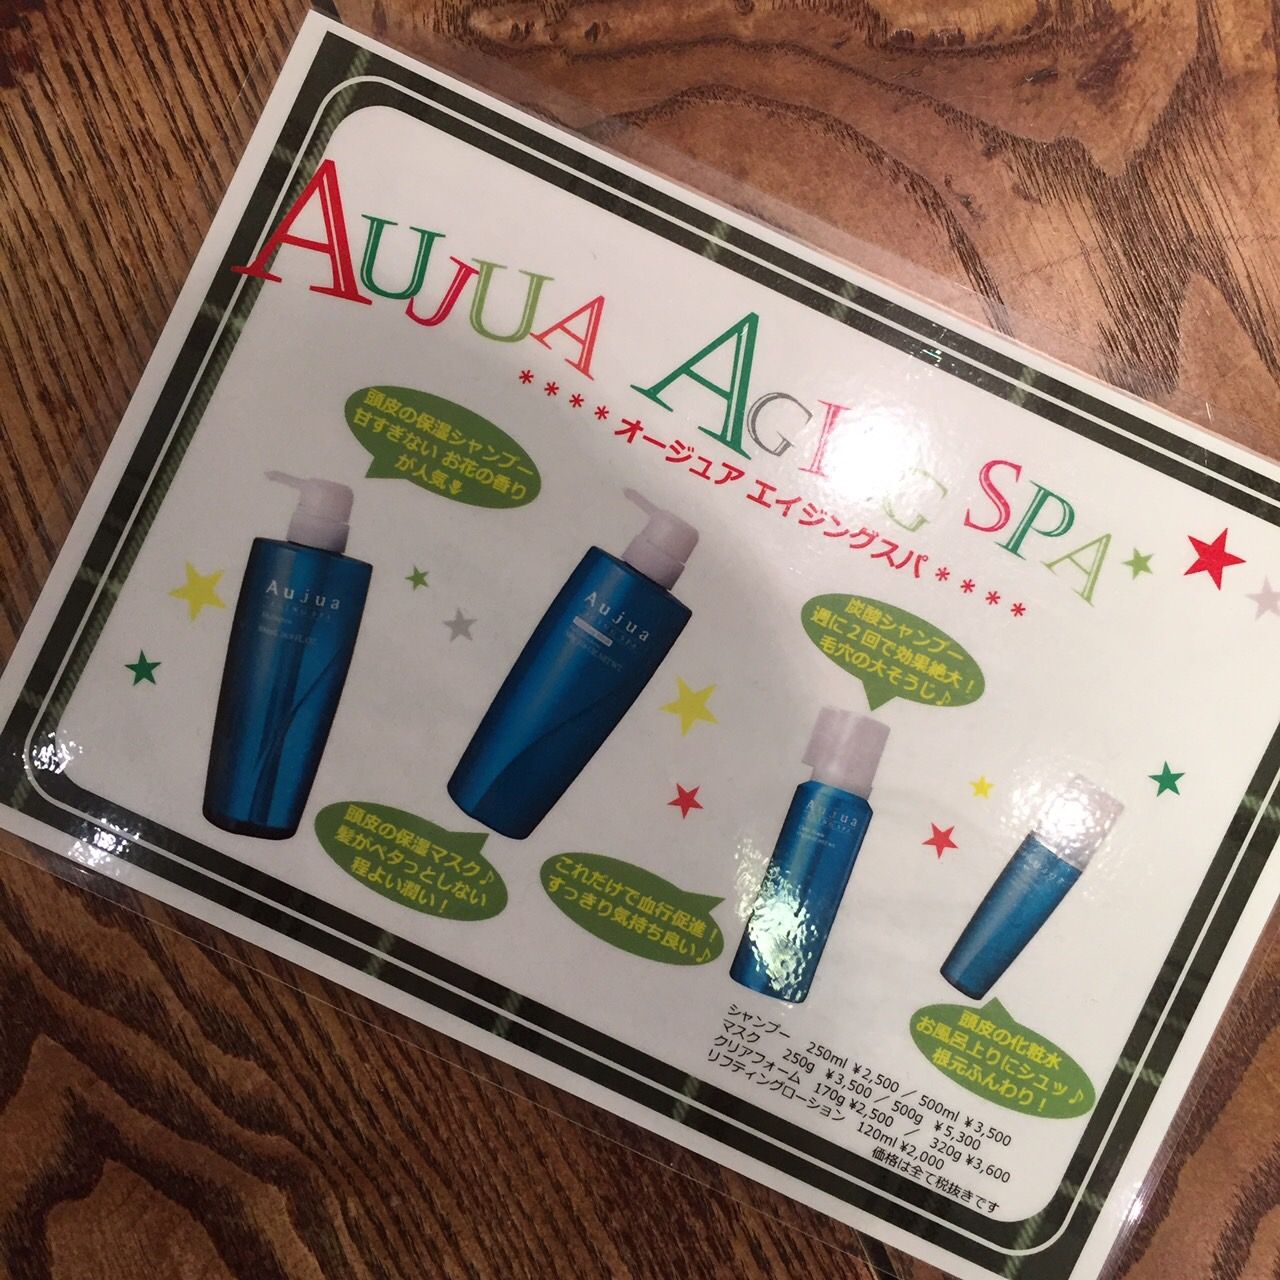 AUJUA AGING SPA
****オージュア エイジングスパ****
頭皮の保湿シャンプー
甘すぎない お花の香り
が人気
Aujua
AGING SPA
Aujua
AGING SPA
炭酸シャンプー
週に2回で効果絶大！
毛穴の大そうじ♪
Aujua
頭皮の保湿マスク♪
髪がペタっとしない
程よい潤い！
これだけで血行促進！
すっきり気持ち良い♪
頭皮の化粧水
お風呂上りにシュッ♪
根元ふんわり！
シャンプー 250ml ¥2,500 / 500ml ¥3,500
マスク 250g ¥3,500 / 500g ¥5,300
クリアフォーム 170g ¥2,500 / 320g ¥3,600
リフティングローション 120ml ¥2,000
価格は全て税抜きです